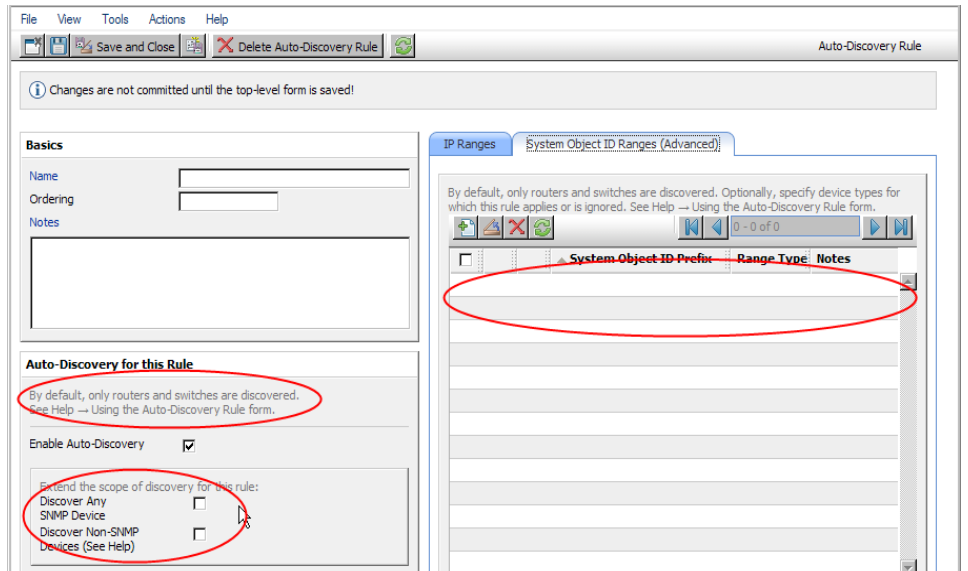 File View Tools Actions Help
Save and Close Delete Auto-Discovery Rule Auto-Discovery Rule
Changes are not committed until the top-level form is saved!
Basics
Name
Ordering
Notes
Auto-Discovery for this Rule
By default, only routers and switches are discovered.
See Help → Using the Auto-Discovery Rule form.
Enable Auto-Discovery
Extend the scope of discovery for this rule:
Discover Any
SNMP Device
Discover Non-SNMP
Devices (See Help)
IP Ranges System Object ID Ranges (Advanced)
By default, only routers and switches are discovered. Optionally, specify device types for
which this rule applies or is ignored. See Help → Using the Auto-Discovery Rule form.
0 - 0 of 0
System Object ID Prefix Range Type Notes